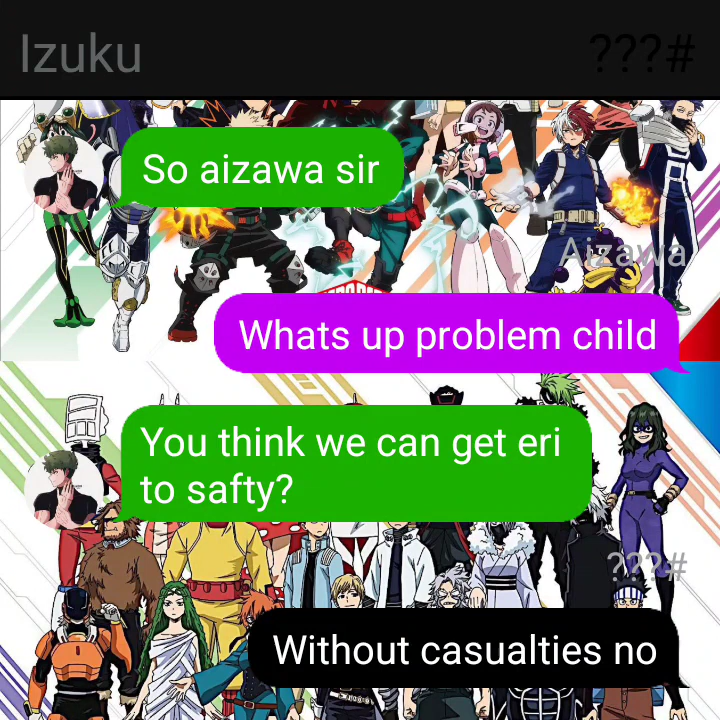 Izuku
???#
So aizawa sir
Aizawa
Whats up problem child
You think we can get eri
to safty?
???#
Without casualties no